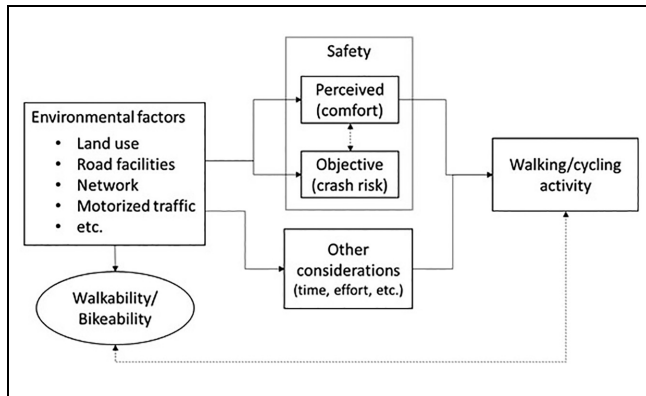 Safety
Perceived
(comfort)
Objective
(crash risk)
Environmental factors
• Land use
• Road facilities
• Network
• Motorized traffic
• etc.
Walking/cycling
activity
Other
considerations
(time, effort, etc.)
Walkability/
Bikeability